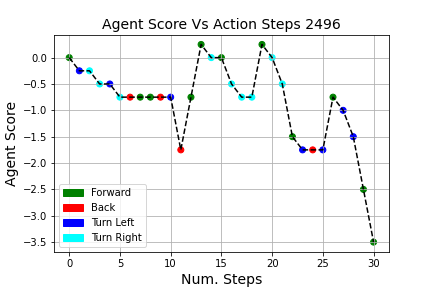 Agent Score Vs Action Steps 2496
Agent Score
0.0
−0.5
−1.0
−1.5
−2.0
−2.5
−3.0
−3.5
Forward
Back
Turn Left
Turn Right
0 5 10 15 20 25 30
Num. Steps